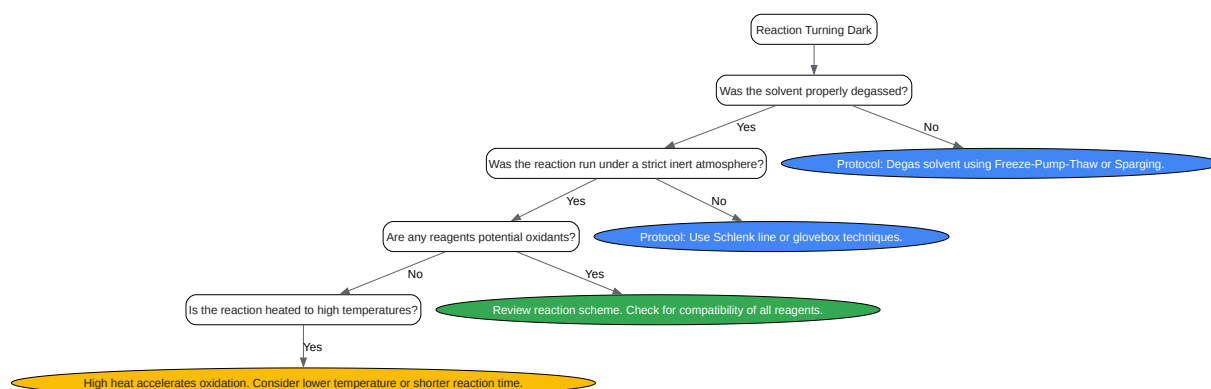 Reaction Turning Dark
Was the solvent properly degassed?
Yes
No
Was the reaction run under a strict inert atmosphere?
Protocol: Degas solvent using Freeze-Pump-Thaw or Sparging.
Yes
No
Are any reagents potential oxidants?
Protocol: Use Schlenk line or glovebox techniques.
No
Yes
Is the reaction heated to high temperatures?
Review reaction scheme. Check for compatibility of all reagents.
Yes
High heat accelerates oxidation. Consider lower temperature or shorter reaction time.